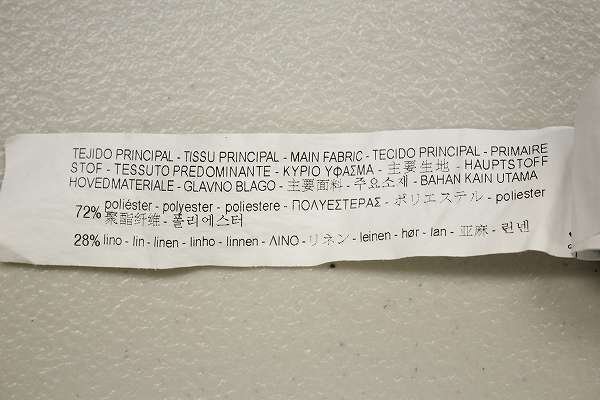 TEJIDO PRINCIPAL - TISSU PRINCIPAL - MAIN FABRIC - TECIDO PRINCIPAL - PRIMAIRE
STOF - TESSUTO PREDOMINANTE - ΚΥΡΙΟ ΥΦΑΣΜΑ - 主要生地 - HAUPTSTOFF
HOVEDMATERIALE - GLAVNO BLAGO - 主要面料 - 주요소재 - BAHAN KAIN UTAMA
72% poliéster - polyester - poliestere - ΠΟΛΥΕΣΤΕΡΑΣ - ポリエステル - poliester
聚酯纤维 - 폴리에스터
28% lino - lin - linen - linho - linnen - ΛΙΝΟ - リネン - leinen - hør - lan - 亚麻 - 린넨